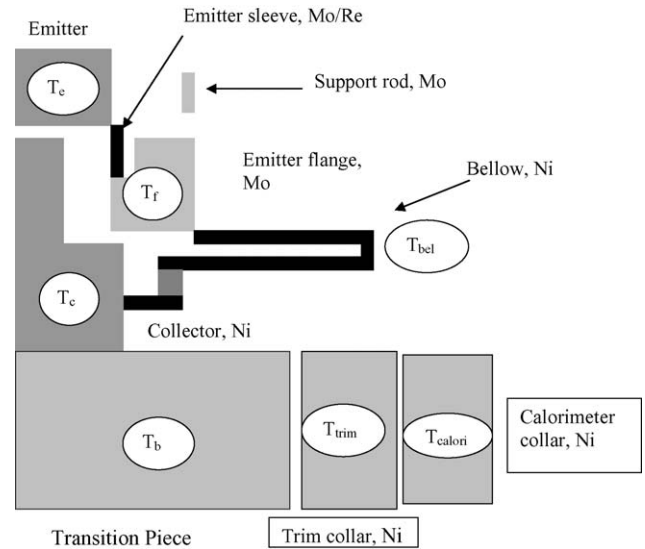 Emitter sleeve, Mo/Re
Emitter
Te
Support rod, Mo
Emitter flange,
Mo
Bellow, Ni
Tf
Tbel
Tc
Collector, Ni
Tb
Ttrim
Tcalori
Calorimeter
collar, Ni
Transition Piece
Trim collar, Ni